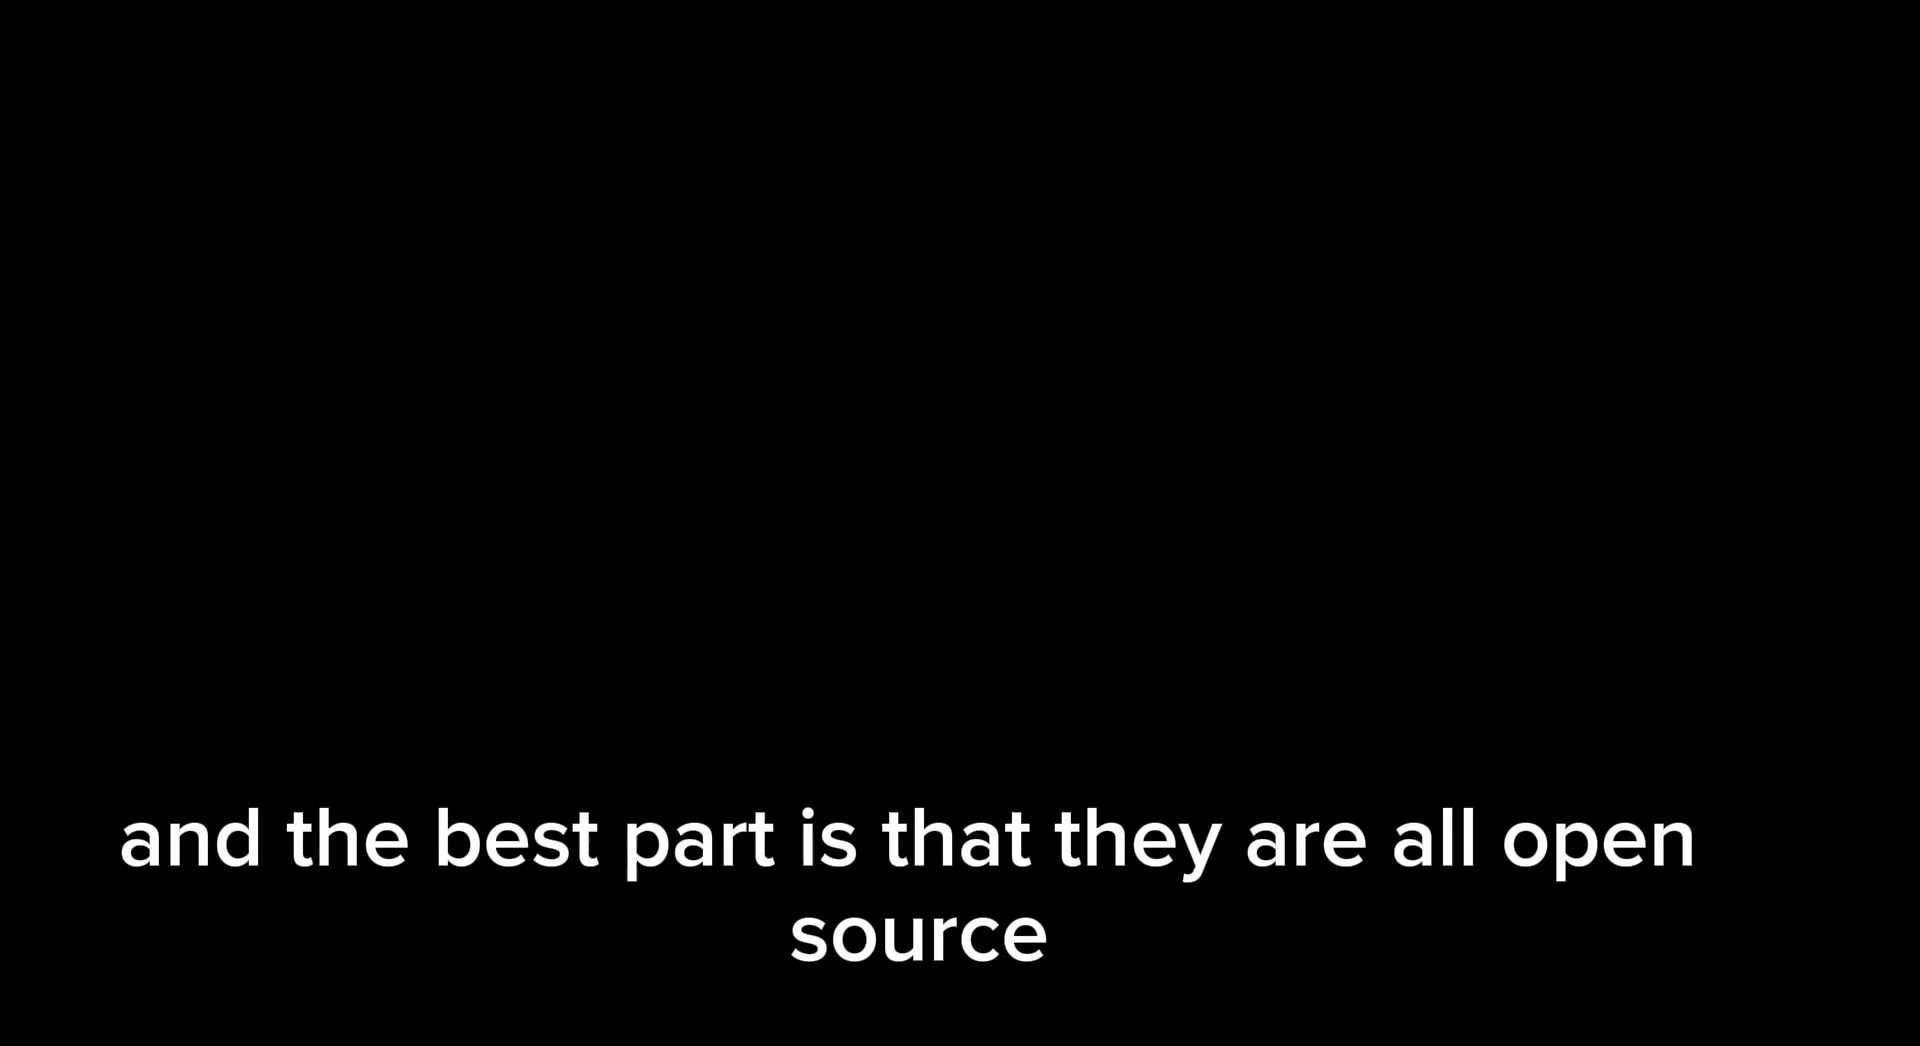 and the best part is that they are all open
source